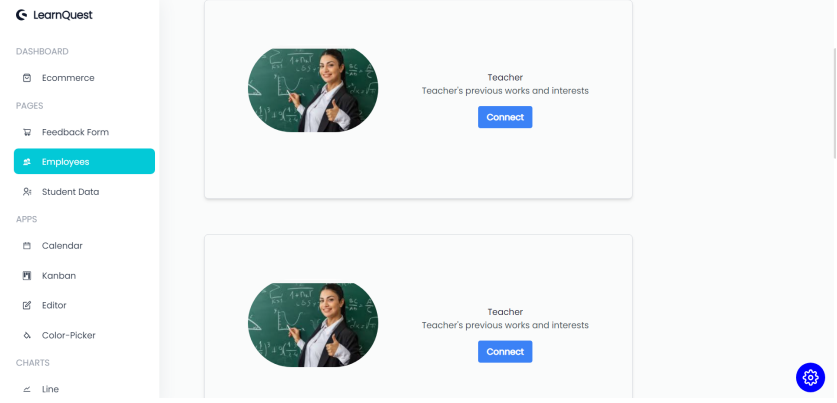 LearnQuest
DASHBOARD
Ecommerce
PAGES
Feedback Form
Employees
Student Data
APPS
Calendar
Kanban
Editor
Color-Picker
CHARTS
Line
Teacher
Teacher's previous works and interests
Connect
Teacher
Teacher's previous works and interests
Connect